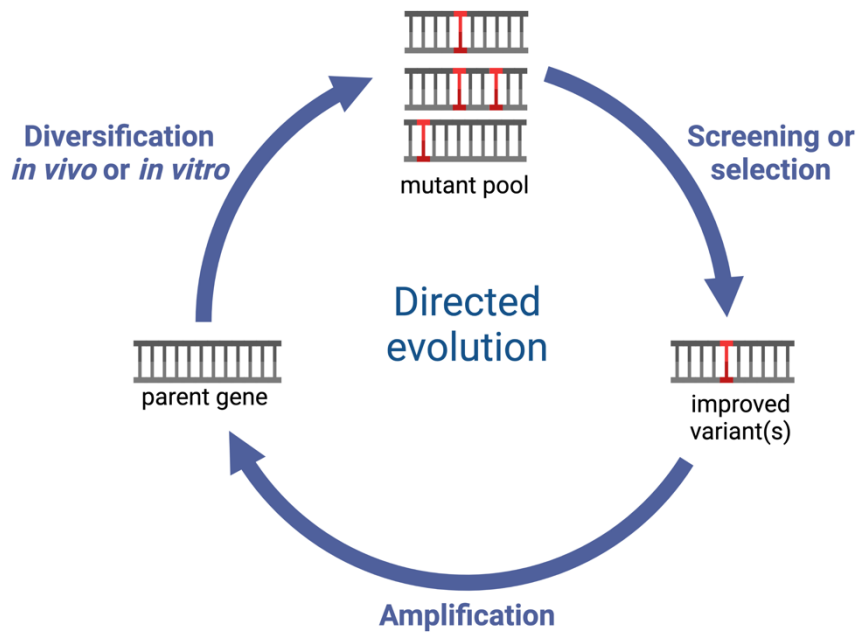 Diversification
in vivo or in vitro
mutant pool
Screening or
selection
Directed
evolution
parent gene
improved
variant(s)
Amplification